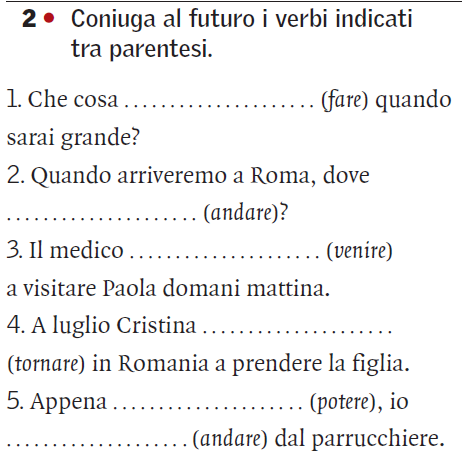 2 • Coniuga al futuro i verbi indicati
tra parentesi.
1. Che cosa ..................... (fare) quando
sarai grande?
2. Quando arriveremo a Roma, dove
..................... (andare)?
3. Il medico ..................... (venire)
a visitare Paola domani mattina.
4. A luglio Cristina .....................
(tornare) in Romania a prendere la figlia.
5. Appena ..................... (potere), io
.................... (andare) dal parrucchiere.